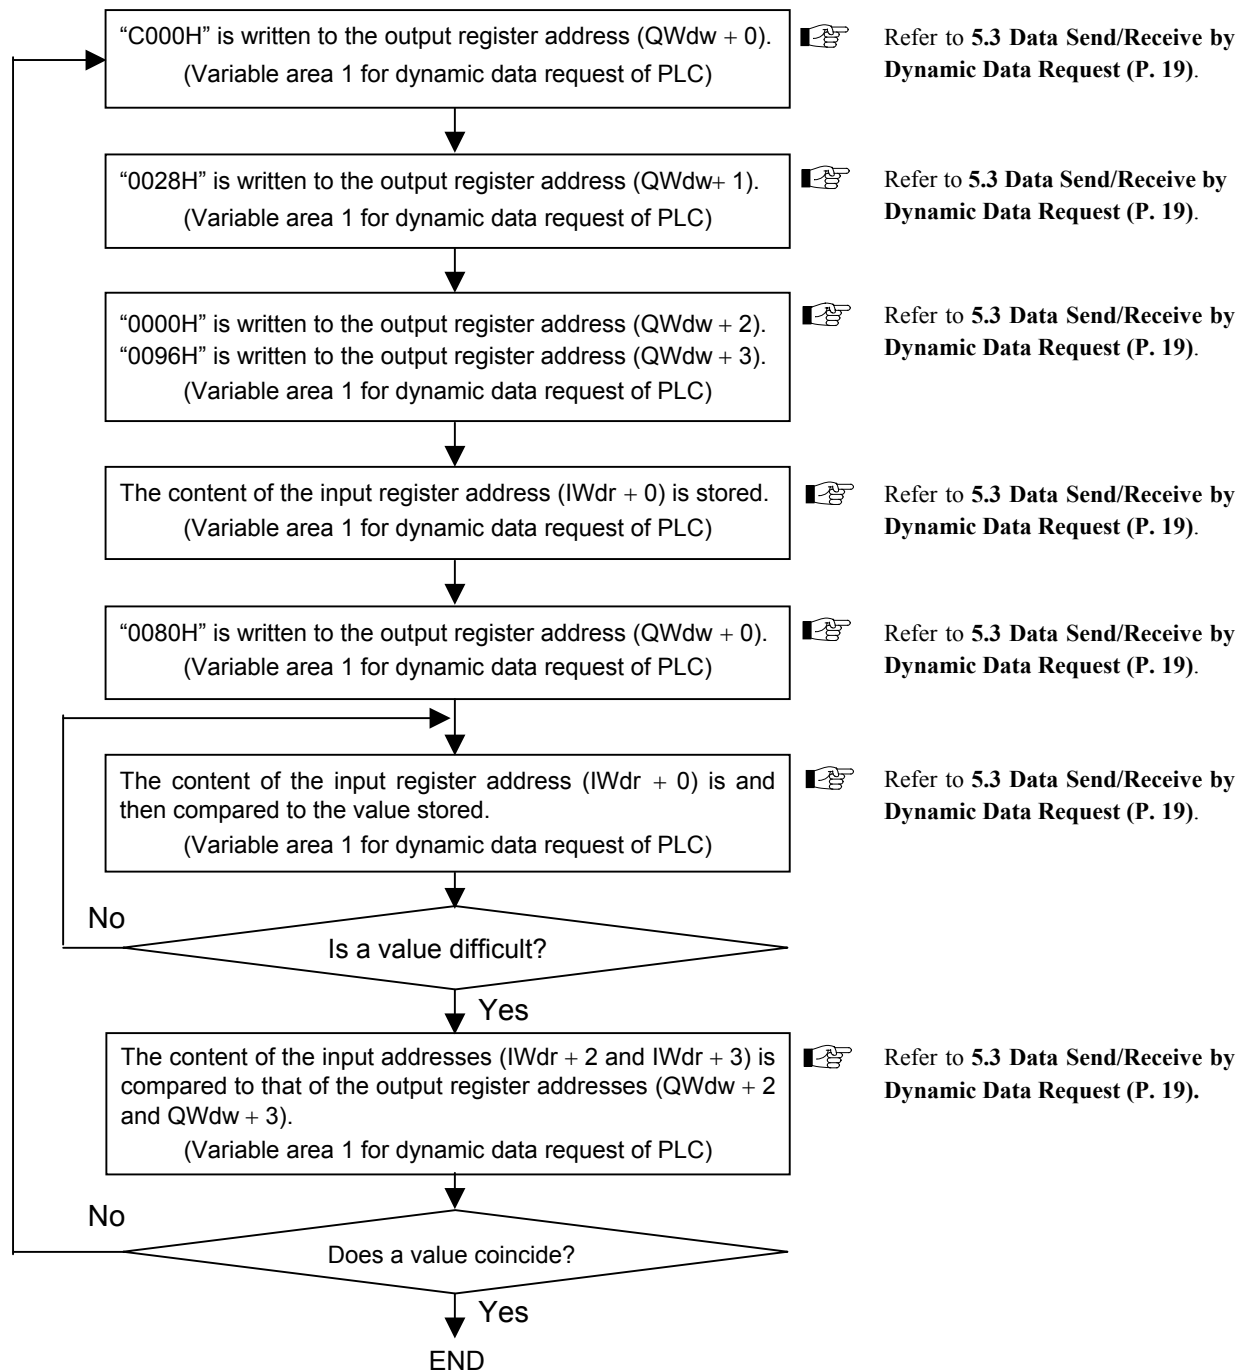 “C000H” is written to the output register address (QWdw + 0).
(Variable area 1 for dynamic data request of PLC)
Refer to 5.3 Data Send/Receive by
Dynamic Data Request (P. 19).
“0028H” is written to the output register address (QWdw+ 1).
(Variable area 1 for dynamic data request of PLC)
Refer to 5.3 Data Send/Receive by
Dynamic Data Request (P. 19).
“0000H” is written to the output register address (QWdw + 2).
“0096H” is written to the output register address (QWdw + 3).
(Variable area 1 for dynamic data request of PLC)
Refer to 5.3 Data Send/Receive by
Dynamic Data Request (P. 19).
The content of the input register address (IWdr + 0) is stored.
(Variable area 1 for dynamic data request of PLC)
Refer to 5.3 Data Send/Receive by
Dynamic Data Request (P. 19).
“0080H” is written to the output register address (QWdw + 0).
(Variable area 1 for dynamic data request of PLC)
Refer to 5.3 Data Send/Receive by
Dynamic Data Request (P. 19).
The content of the input register address (IWdr + 0) is and
then compared to the value stored.
(Variable area 1 for dynamic data request of PLC)
Refer to 5.3 Data Send/Receive by
Dynamic Data Request (P. 19).
No
Is a value difficult?
Yes
The content of the input addresses (IWdr + 2 and IWdr + 3) is
compared to that of the output register addresses (QWdw + 2
and QWdw + 3).
(Variable area 1 for dynamic data request of PLC)
Refer to 5.3 Data Send/Receive by
Dynamic Data Request (P. 19).
No
Does a value coincide?
Yes
END